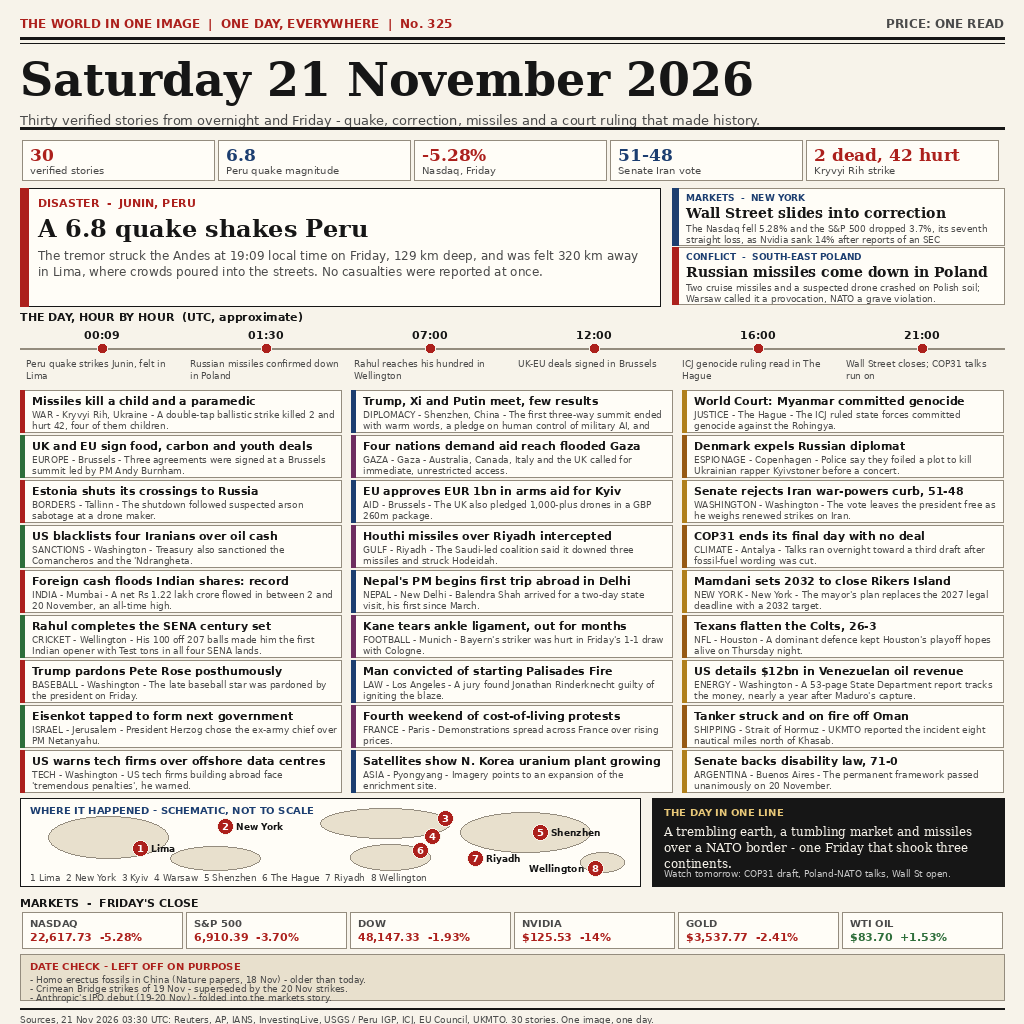 THE WORLD IN ONE IMAGE | ONE DAY, EVERYWHERE | No. 325
PRICE: ONE READ
Saturday 21 November 2026
Thirty verified stories from overnight and Friday - quake, correction, missiles and a court ruling that made history.
30
verified stories
6.8
Peru quake magnitude
-5.28%
Nasdaq, Friday
51-48
Senate Iran vote
2 dead, 42 hurt
Kryvyi Rih strike
DISASTER - JUNIN, PERU
A 6.8 quake shakes Peru
The tremor struck the Andes at 19:09 local time on Friday, 129 km deep, and was felt 320 km away
in Lima, where crowds poured into the streets. No casualties were reported at once.
MARKETS - NEW YORK
Wall Street slides into correction
The Nasdaq fell 5.28% and the S&P 500 dropped 3.7%, its seventh
straight loss, as Nvidia sank 14% after reports of an SEC
CONFLICT - SOUTH-EAST POLAND
Russian missiles come down in Poland
Two cruise missiles and a suspected drone crashed on Polish soil;
Warsaw called it a provocation, NATO a grave violation.
THE DAY, HOUR BY HOUR (UTC, approximate)
00:09
Peru quake strikes Junin, felt in
Lima
01:30
Russian missiles confirmed down
in Poland
07:00
Rahul reaches his hundred in
Wellington
12:00
UK-EU deals signed in Brussels
16:00
ICJ genocide ruling read in The
Hague
21:00
Wall Street closes; COP31 talks
run on
Missiles kill a child and a paramedic
WAR - Kryvyi Rih, Ukraine - A double-tap ballistic strike killed 2 and
hurt 42, four of them children.
Trump, Xi and Putin meet, few results
DIPLOMACY - Shenzhen, China - The first three-way summit ended
with warm words, a pledge on human control of military AI, and
World Court: Myanmar committed genocide
JUSTICE - The Hague - The ICJ ruled state forces committed
genocide against the Rohingya.
UK and EU sign food, carbon and youth deals
EUROPE - Brussels - Three agreements were signed at a Brussels
summit led by PM Andy Burnham.
Four nations demand aid reach flooded Gaza
GAZA - Gaza - Australia, Canada, Italy and the UK called for
immediate, unrestricted access.
Denmark expels Russian diplomat
ESPIONAGE - Copenhagen - Police say they foiled a plot to kill
Ukrainian rapper Kyivstoner before a concert.
Estonia shuts its crossings to Russia
BORDERS - Tallinn - The shutdown followed suspected arson
sabotage at a drone maker.
EU approves EUR 1bn in arms aid for Kyiv
AID - Brussels - The UK also pledged 1,000-plus drones in a GBP
260m package.
Senate rejects Iran war-powers curb, 51-48
WASHINGTON - Washington - The vote leaves the president free as
he weighs renewed strikes on Iran.
US blacklists four Iranians over oil cash
SANCTIONS - Washington - Treasury also sanctioned the
Comancheros and the 'Ndrangheta.
Houthi missiles over Riyadh intercepted
GULF - Riyadh - The Saudi-led coalition said it downed three
missiles and struck Hodeidah.
COP31 ends its final day with no deal
CLIMATE - Antalya - Talks ran overnight toward a third draft after
fossil-fuel wording was cut.
Foreign cash floods Indian shares: record
INDIA - Mumbai - A net Rs 1.22 lakh crore flowed in between 2 and
20 November, an all-time high.
Nepal's PM begins first trip abroad in Delhi
NEPAL - New Delhi - Balendra Shah arrived for a two-day state
visit, his first since March.
Mamdani sets 2032 to close Rikers Island
NEW YORK - New York - The mayor's plan replaces the 2027 legal
deadline with a 2032 target.
Rahul completes the SENA century set
CRICKET - Wellington - His 100 off 207 balls made him the first
Indian opener with Test tons in all four SENA lands.
Kane tears ankle ligament, out for months
FOOTBALL - Munich - Bayern's striker was hurt in Friday's 1-1 draw
with Cologne.
Texans flatten the Colts, 26-3
NFL - Houston - A dominant defence kept Houston's playoff hopes
alive on Thursday night.
Trump pardons Pete Rose posthumously
BASEBALL - Washington - The late baseball star was pardoned by
the president on Friday.
Man convicted of starting Palisades Fire
LAW - Los Angeles - A jury found Jonathan Rinderknecht guilty of
igniting the blaze.
US details $12bn in Venezuelan oil revenue
ENERGY - Washington - A 53-page State Department report tracks
the money, nearly a year after Maduro's capture.
Eisenkot tapped to form next government
ISRAEL - Jerusalem - President Herzog chose the ex-army chief over
PM Netanyahu.
Fourth weekend of cost-of-living protests
FRANCE - Paris - Demonstrations spread across France over rising
prices.
Tanker struck and on fire off Oman
SHIPPING - Strait of Hormuz - UKMTO reported the incident eight
nautical miles north of Khasab.
US warns tech firms over offshore data centres
TECH - Washington - US tech firms building abroad face
'tremendous penalties', he warned.
Satellites show N. Korea uranium plant growing
ASIA - Pyongyang - Imagery points to an expansion of the
enrichment site.
Senate backs disability law, 71-0
ARGENTINA - Buenos Aires - The permanent framework passed
unanimously on 20 November.
WHERE IT HAPPENED - SCHEMATIC, NOT TO SCALE
1 Lima
2 New York
3
4
5 Shenzhen
6
7 Riyadh
Wellington 8
1 Lima 2 New York 3 Kyiv 4 Warsaw 5 Shenzhen 6 The Hague 7 Riyadh 8 Wellington
THE DAY IN ONE LINE
A trembling earth, a tumbling market and missiles
over a NATO border - one Friday that shook three
continents.
Watch tomorrow: COP31 draft, Poland-NATO talks, Wall St open.
MARKETS - FRIDAY'S CLOSE
NASDAQ
22,617.73 -5.28%
S&P 500
6,910.39 -3.70%
DOW
48,147.33 -1.93%
NVIDIA
$125.53 -14%
GOLD
$3,537.77 -2.41%
WTI OIL
$83.70 +1.53%
DATE CHECK - LEFT OFF ON PURPOSE
- Homo erectus fossils in China (Nature papers, 18 Nov) - older than today.
- Crimean Bridge strikes of 19 Nov - superseded by the 20 Nov strikes.
- Anthropic's IPO debut (19-20 Nov) - folded into the markets story.
Sources, 21 Nov 2026 03:30 UTC: Reuters, AP, IANS, InvestingLive, USGS / Peru IGP, ICJ, EU Council, UKMTO. 30 stories. One image, one day.